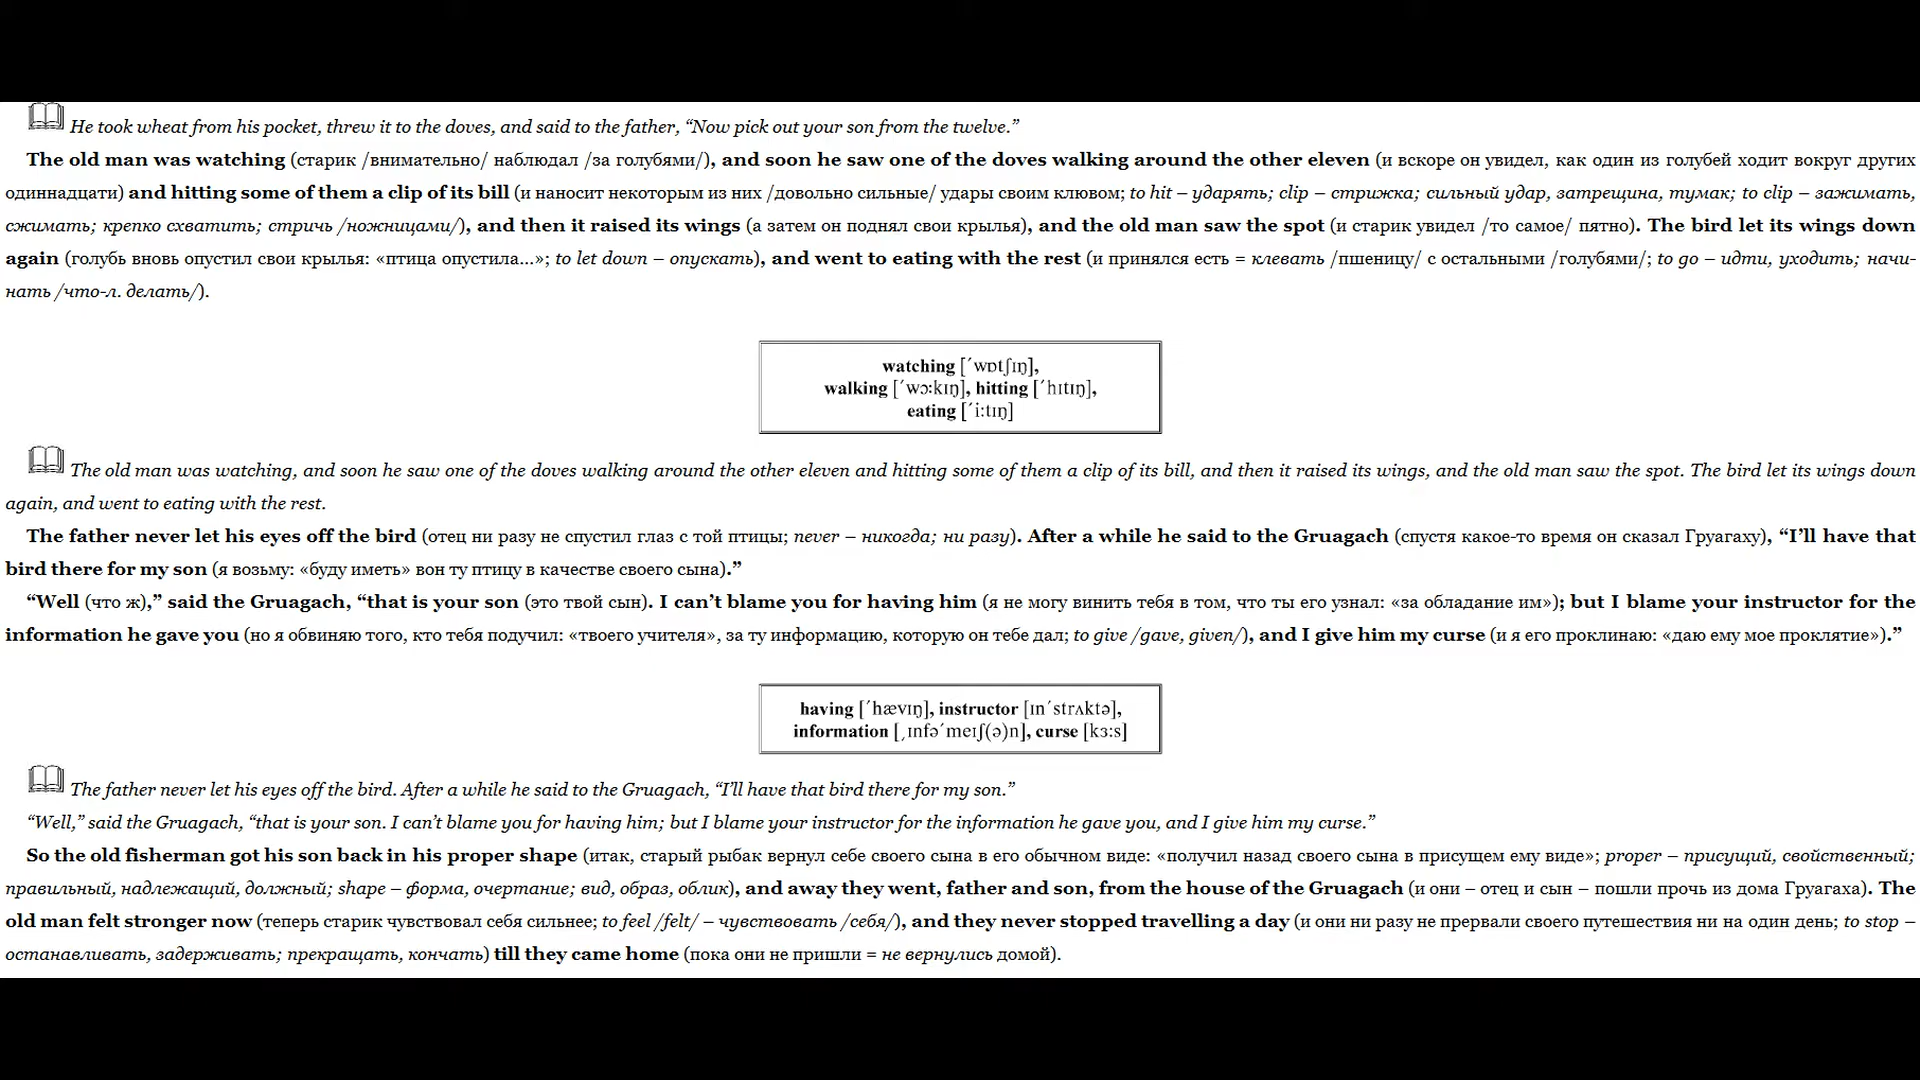 He took wheat from his pocket, threw it to the doves, and said to the father, “Now pick out your son from the twelve.”
The old man was watching (старик /внимательно/ наблюдал /за голубями/), and soon he saw one of the doves walking around the other eleven (и вскоре он увидел, как один из голубей ходит вокруг других
одиннадцати) and hitting some of them a clip of its bill (и наносит некоторым из них /довольно сильные/ удары своим клювом; to hit – ударять; clip – стрижка; сильный удар, затрещина, тумак; to clip – зажимать,
сжимать; крепко схватить; стричь /ножницами/), and then it raised its wings (а затем он поднял свои крылья), and the old man saw the spot (и старик увидел /то самое/ пятно). The bird let its wings down
again (голубь вновь опустил свои крылья: «птица опустила…»; to let down – опускать), and went to eating with the rest (и принялся есть = клевать /пшеницу/ с остальными /голубями/; to go – идти, уходить; начи-
нать /что-л. делать/).
watching [ˊwɒtʃɪŋ],
walking [ˊwɔ:kɪŋ], hitting [ˊhɪtɪŋ],
eating [ˊi:tɪŋ]
The old man was watching, and soon he saw one of the doves walking around the other eleven and hitting some of them a clip of its bill, and then it raised its wings, and the old man saw the spot. The bird let its wings down
again, and went to eating with the rest.
The father never let his eyes off the bird (отец ни разу не спустил глаз с той птицы; never – никогда; ни разу). After a while he said to the Gruagach (спустя какое-то время он сказал Груагаху), “I’ll have that
bird there for my son (я возьму: «буду иметь» вон ту птицу в качестве своего сына).”
“Well (что ж),” said the Gruagach, “that is your son (это твой сын). I can’t blame you for having him (я не могу винить тебя в том, что ты его узнал: «за обладание им»); but I blame your instructor for the
information he gave you (но я обвиняю того, кто тебя подучил: «твоего учителя», за ту информацию, которую он тебе дал; to give /gave, given/), and I give him my curse (и я его проклинаю: «даю ему мое проклятие»).”
having [ˊhævɪŋ], instructor [ɪnˊstrʌktə],
information [ˏɪnfəˊmeɪʃ(ə)n], curse [kɜ:s]
The father never let his eyes off the bird. After a while he said to the Gruagach, “I’ll have that bird there for my son.”
“Well,” said the Gruagach, “that is your son. I can’t blame you for having him; but I blame your instructor for the information he gave you, and I give him my curse.”
So the old fisherman got his son back in his proper shape (итак, старый рыбак вернул себе своего сына в его обычном виде: «получил назад своего сына в присущем ему виде»; proper – присущий, свойственный;
правильный, надлежащий, должный; shape – форма, очертание; вид, образ, облик), and away they went, father and son, from the house of the Gruagach (и они – отец и сын – пошли прочь из дома Груагаха). The
old man felt stronger now (теперь старик чувствовал себя сильнее; to feel /felt/ – чувствовать /себя/), and they never stopped travelling a day (и они ни разу не прервали своего путешествия ни на один день; to stop –
останавливать, задерживать; прекращать, кончать) till they came home (пока они не пришли = не вернулись домой).